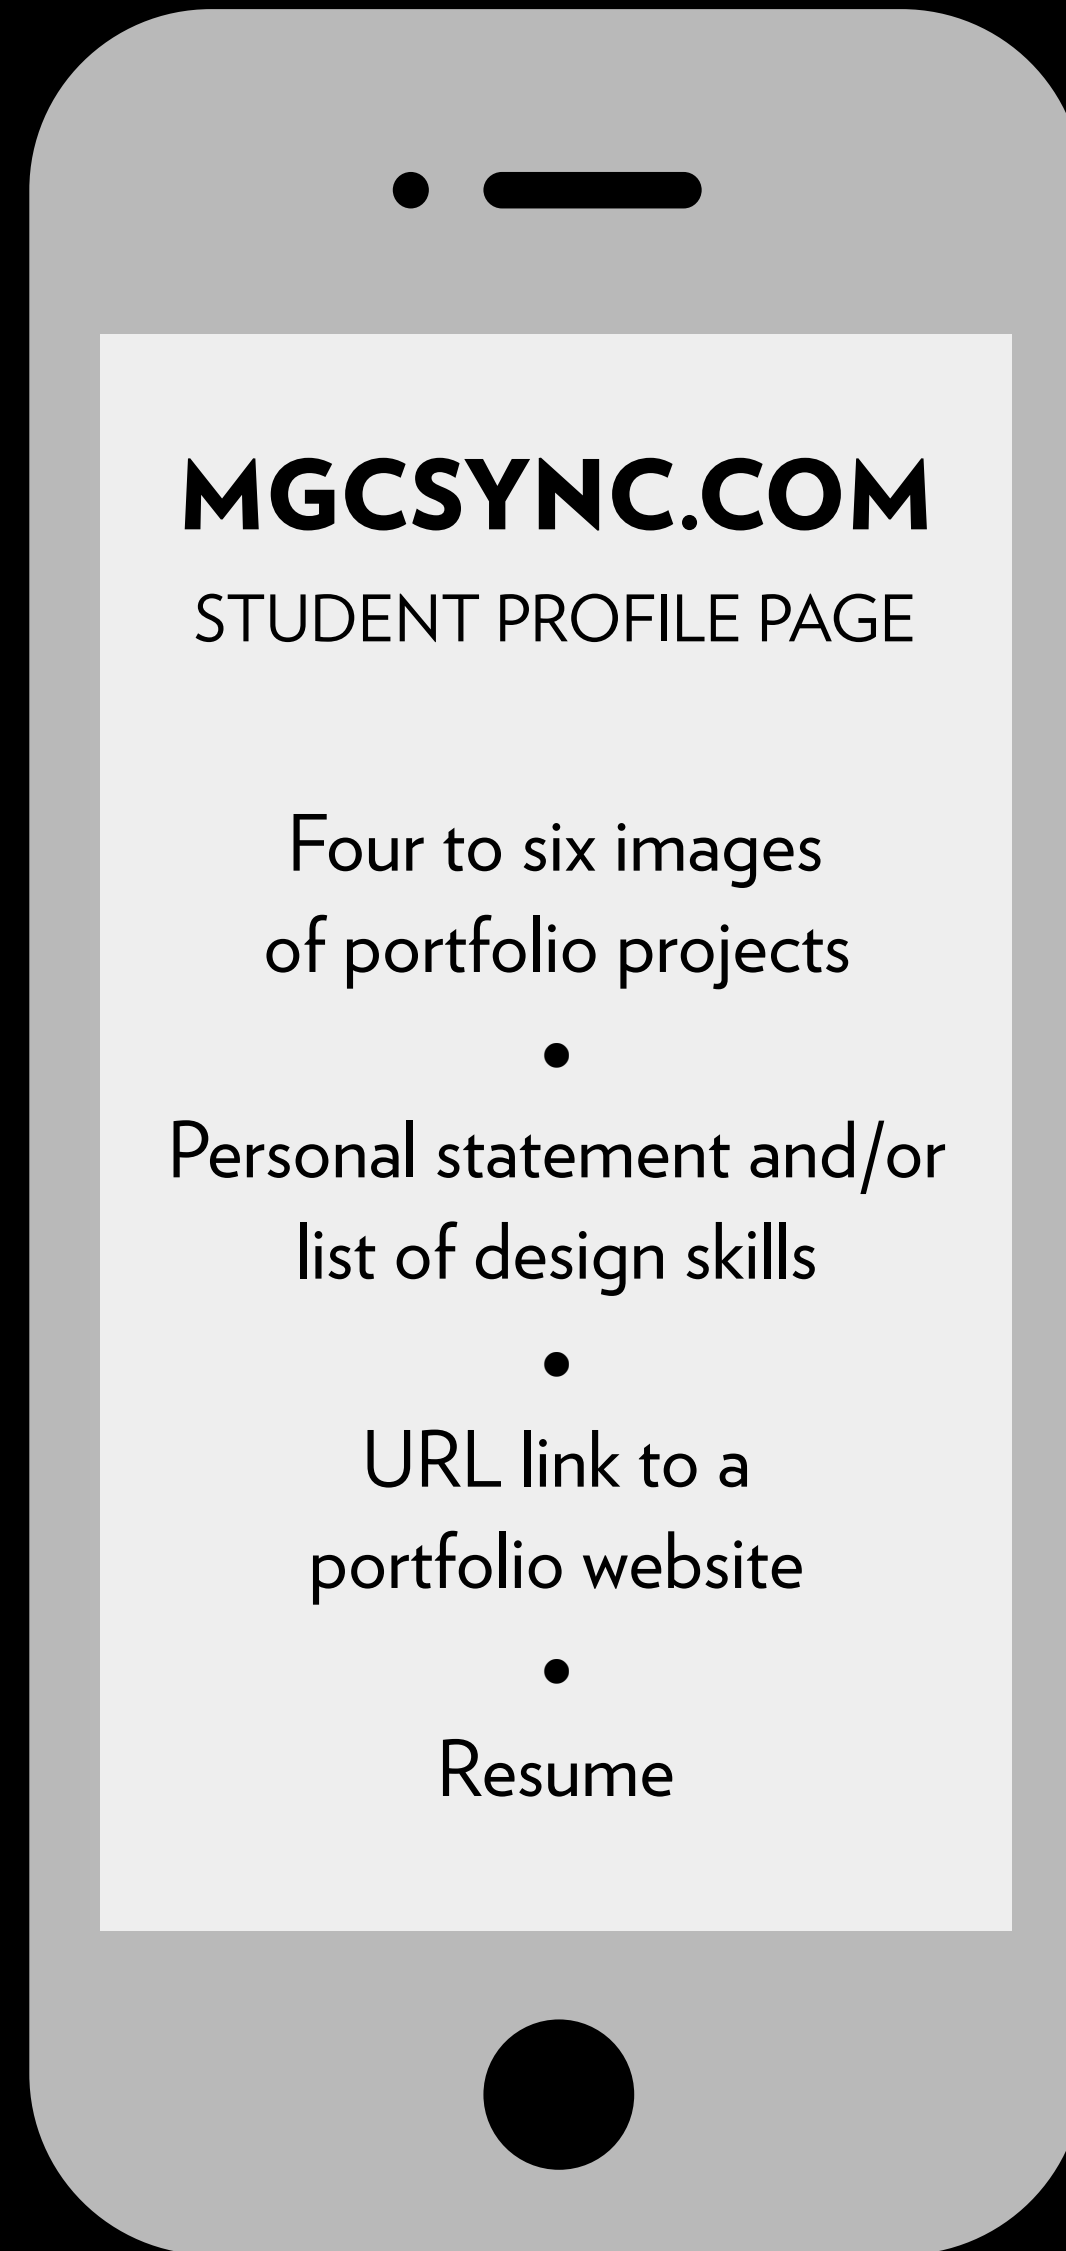 MGCSYNC.COM
STUDENT PROFILE PAGE
Four to six images
of portfolio projects
•
Personal statement and/or
list of design skills
•
URL link to a
portfolio website
•
Resume